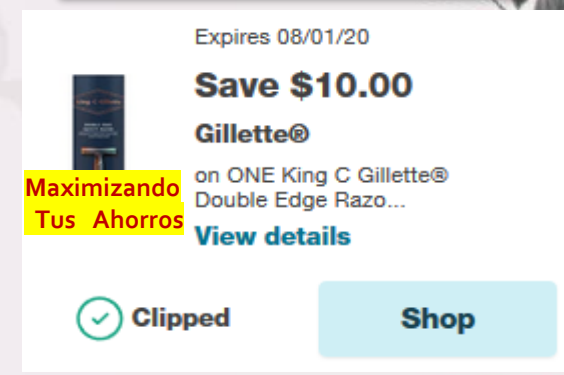 Expires 08/01/20
Save $10.00
Gillette®
on ONE King C Gillette®
Double Edge Razo...
View details
Maximizando
Tus Ahorros
Clipped
Shop